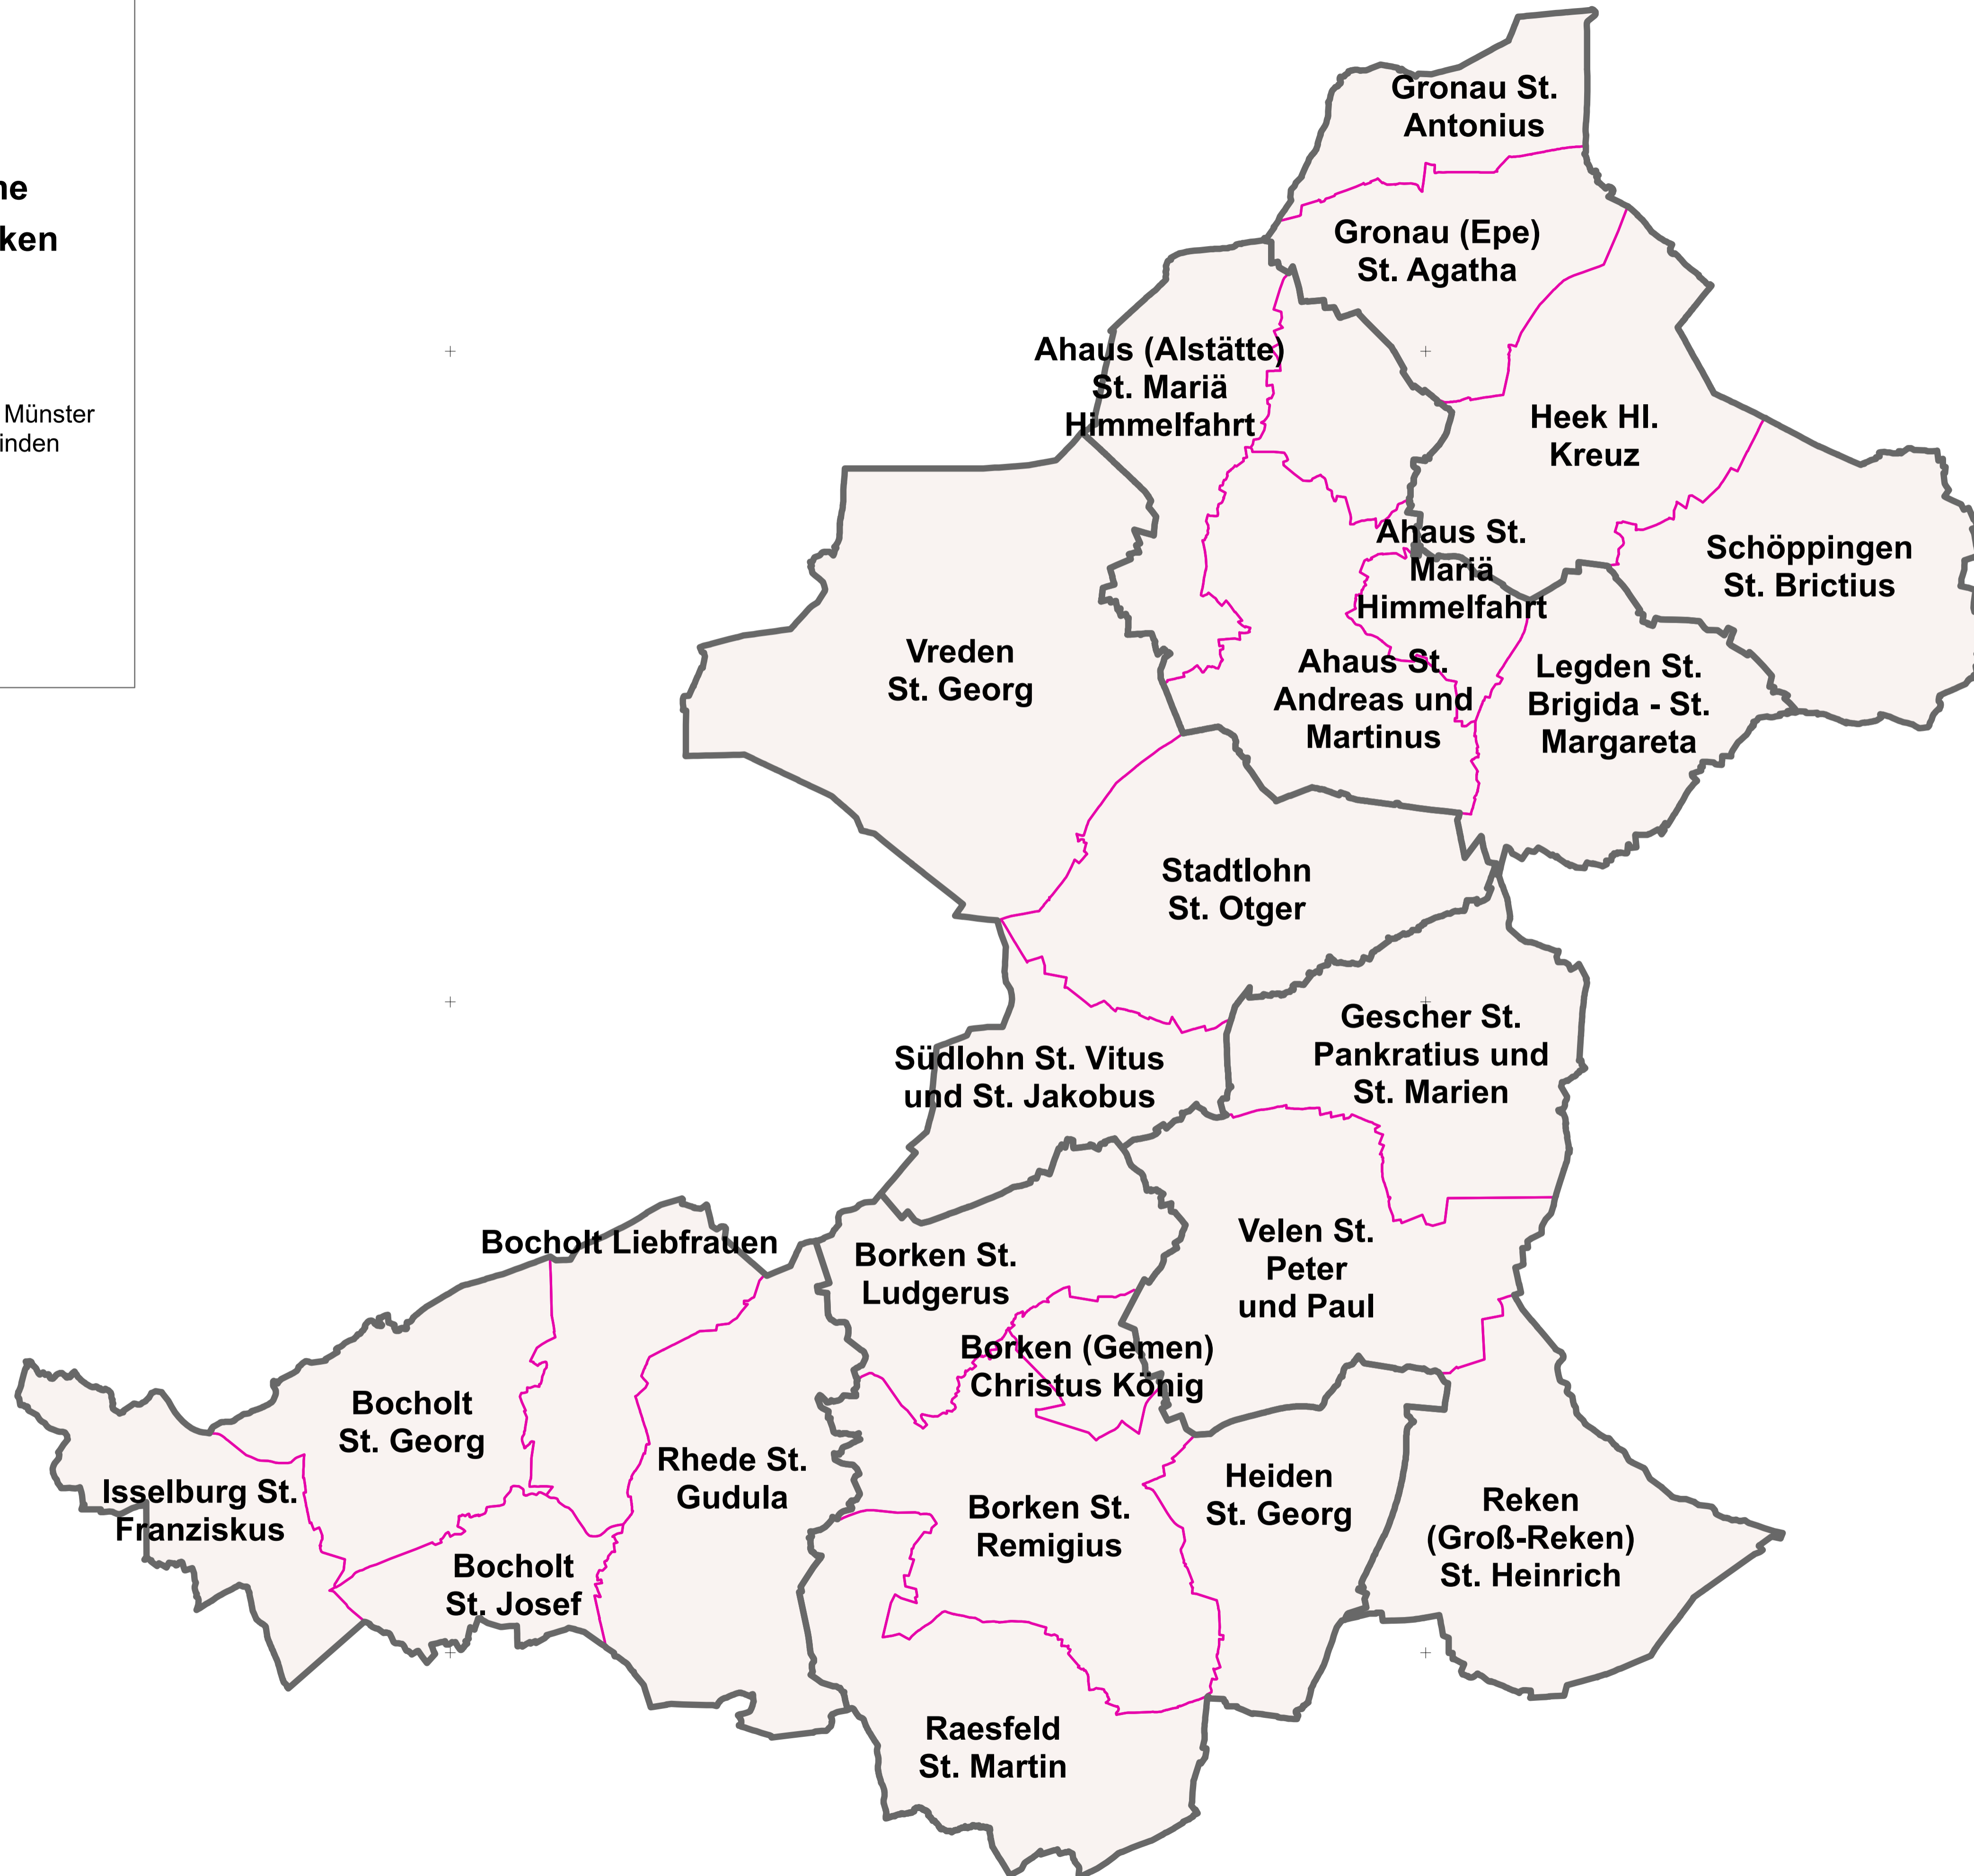 ne
ken
Münster
inden
Gronau St.
Antonius
Gronau (Epe)
St. Agatha
Ahaus (Alstätte)
St. Mariä
Himmelfahrt
Heek Hl.
Kreuz
Ahaus St.
Mariä
Himmelfahrt
Schöppingen
St. Brictius
Vreden
St. Georg
Ahaus St.
Andreas und
Martinus
Legden St.
Brigida - St.
Margareta
Stadtlohn
St. Otger
Gescher St.
Pankratius und
St. Marien
Südlohn St. Vitus
und St. Jakobus
Velen St.
Peter
und Paul
Bocholt Liebfrauen
Borken St.
Ludgerus
Borken (Gemen)
Christus König
Bocholt
St. Georg
Rhede St.
Gudula
Heiden
St. Georg
Isselburg St.
Franziskus
Borken St.
Remigius
Reken
(Groß-Reken)
St. Heinrich
Bocholt
St. Josef
Raesfeld
St. Martin